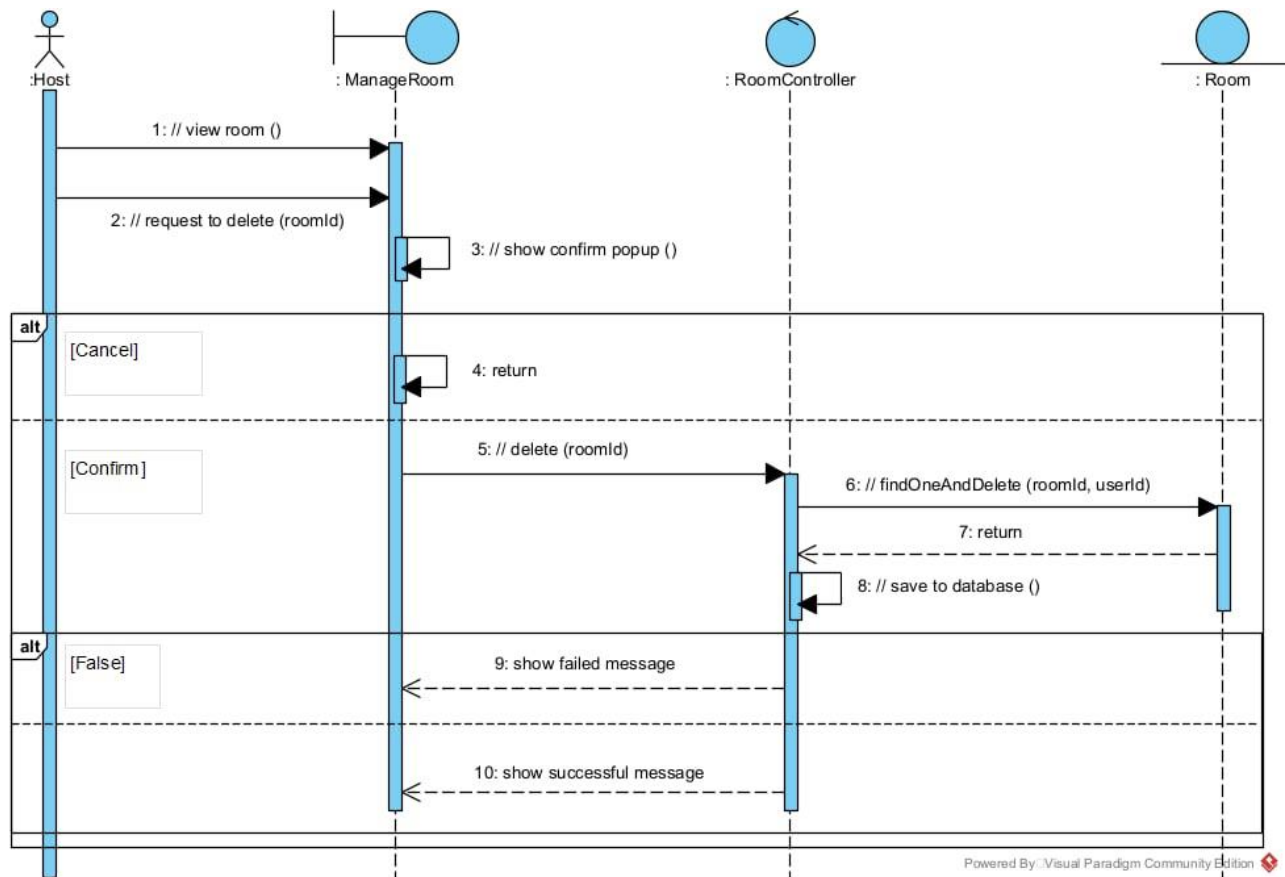 :Host
: ManageRoom
: RoomController
: Room
1: // view room ()
2: // request to delete (roomId)
3: // show confirm popup ()
alt
[Cancel]
4: return
[Confirm]
5: // delete (roomId)
6: // findOneAndDelete (roomId, userId)
7: return
8: // save to database ()
alt
[False]
9: show failed message
10: show successful message
Powered By Visual Paradigm Community Edition